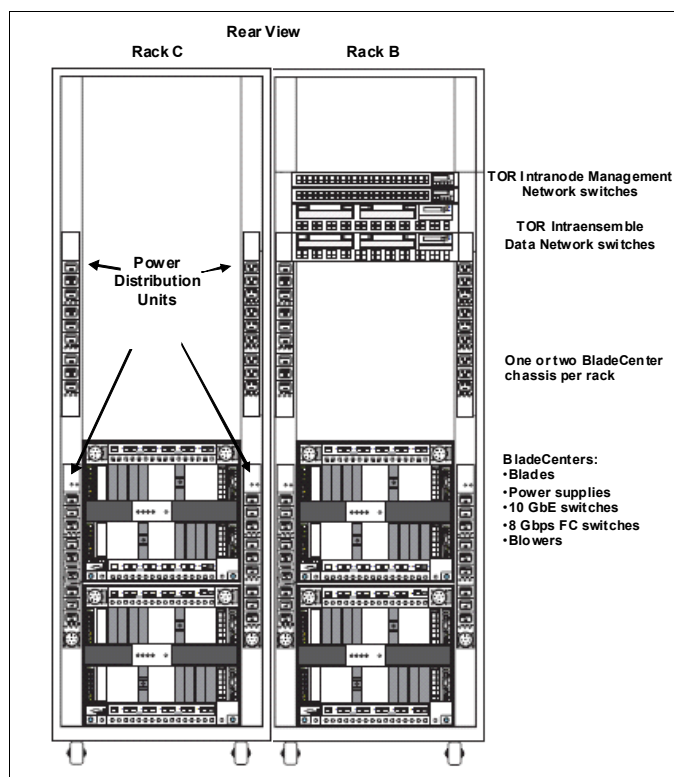 Rear View
Rack C
Rack B
TOR Intranode Management
Network switches
TOR Intraensemble
Data Network switches
Power
Distribution
Units
One or two BladeCenter
chassis per rack
BladeCenters:
•Blades
•Power supplies
•10 GbE switches
•8 Gbps FC switches
•Blowers